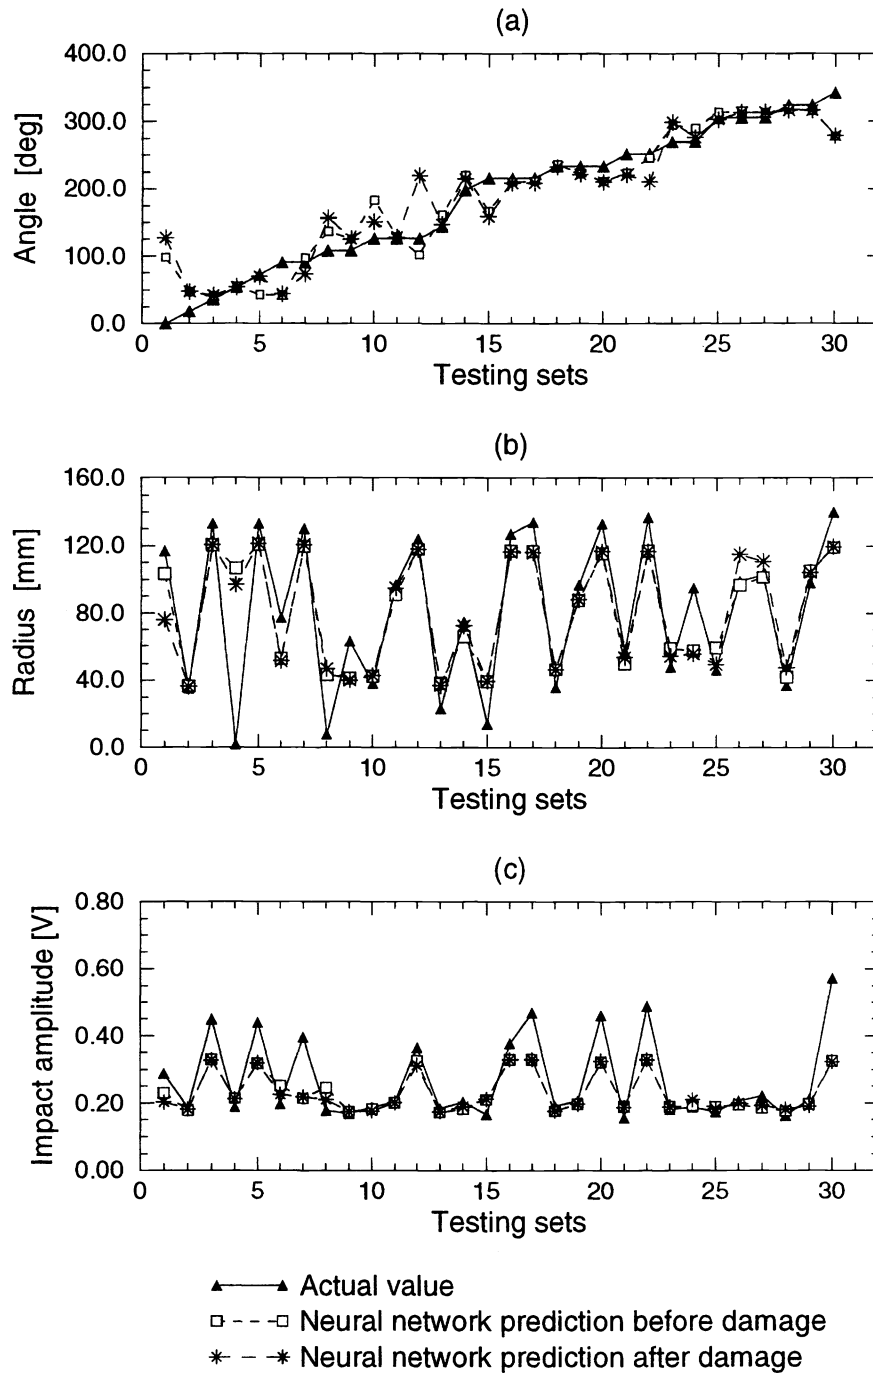 (a)
400.0
300.0
200.0
100.0
0.0
Angle [deg]
0 5 10 15 20 25 30
Testing sets
(b)
160.0
120.0
80.0
40.0
0.0
Radius [mm]
0 5 10 15 20 25 30
Testing sets
(c)
0.80
0.60
0.40
0.20
0.00
Impact amplitude [V]
0 5 10 15 20 25 30
Testing sets
Actual value
Neural network prediction before damage
Neural network prediction after damage